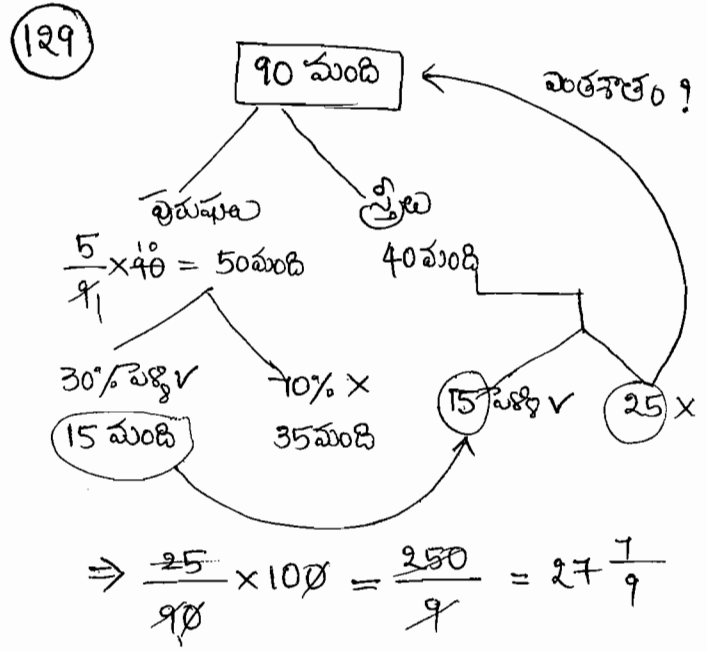 129
90 మంది
ఎంతశాతం ?
పురుషులు స్త్రీలు
5/9 × 90 = 50మంది 40మంది
30% పెళ్ళి ✓ 70% × 15 పెళ్ళి ✓ 25 ×
15 మంది 35మంది
⇒ 25/90 × 100 = 250/9 = 27 7/9